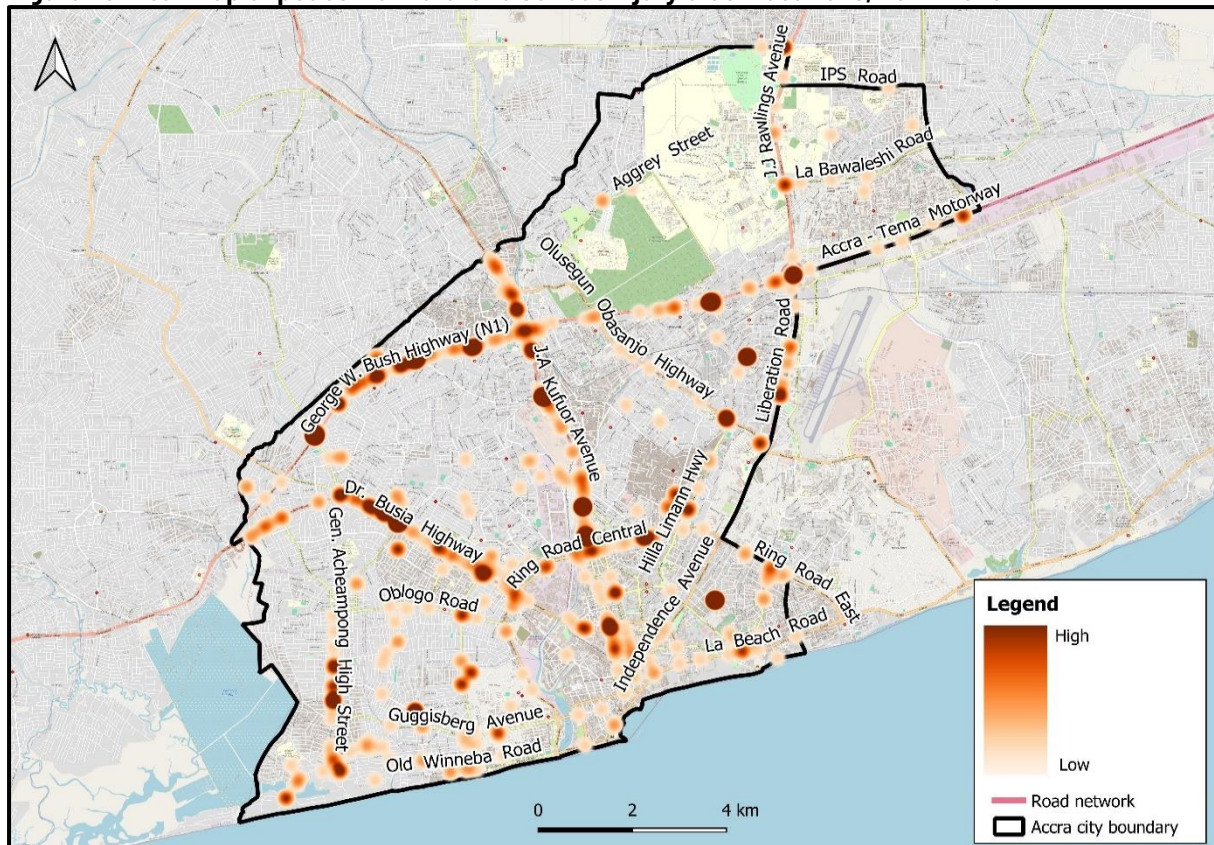 IPS Road
J.J Rawlings Avenue
Aggrey Street
La Bawaleshi Road
Accra - Tema Motorway
Olusegun Obasanjo Highway
George W. Bush Highway (N1)
J.A Kufuor Avenue
Liberation Road
Dr. Busia Highway
Hilla Limann Hwy
Ring Road Central
Gen. Acheampong High Street
Independence Avenue
Ring Road East
Oblogo Road
La Beach Road
Guggisberg Avenue
Old Winneba Road
0 2 4 km
Legend
High
Low
Road network
Accra city boundary